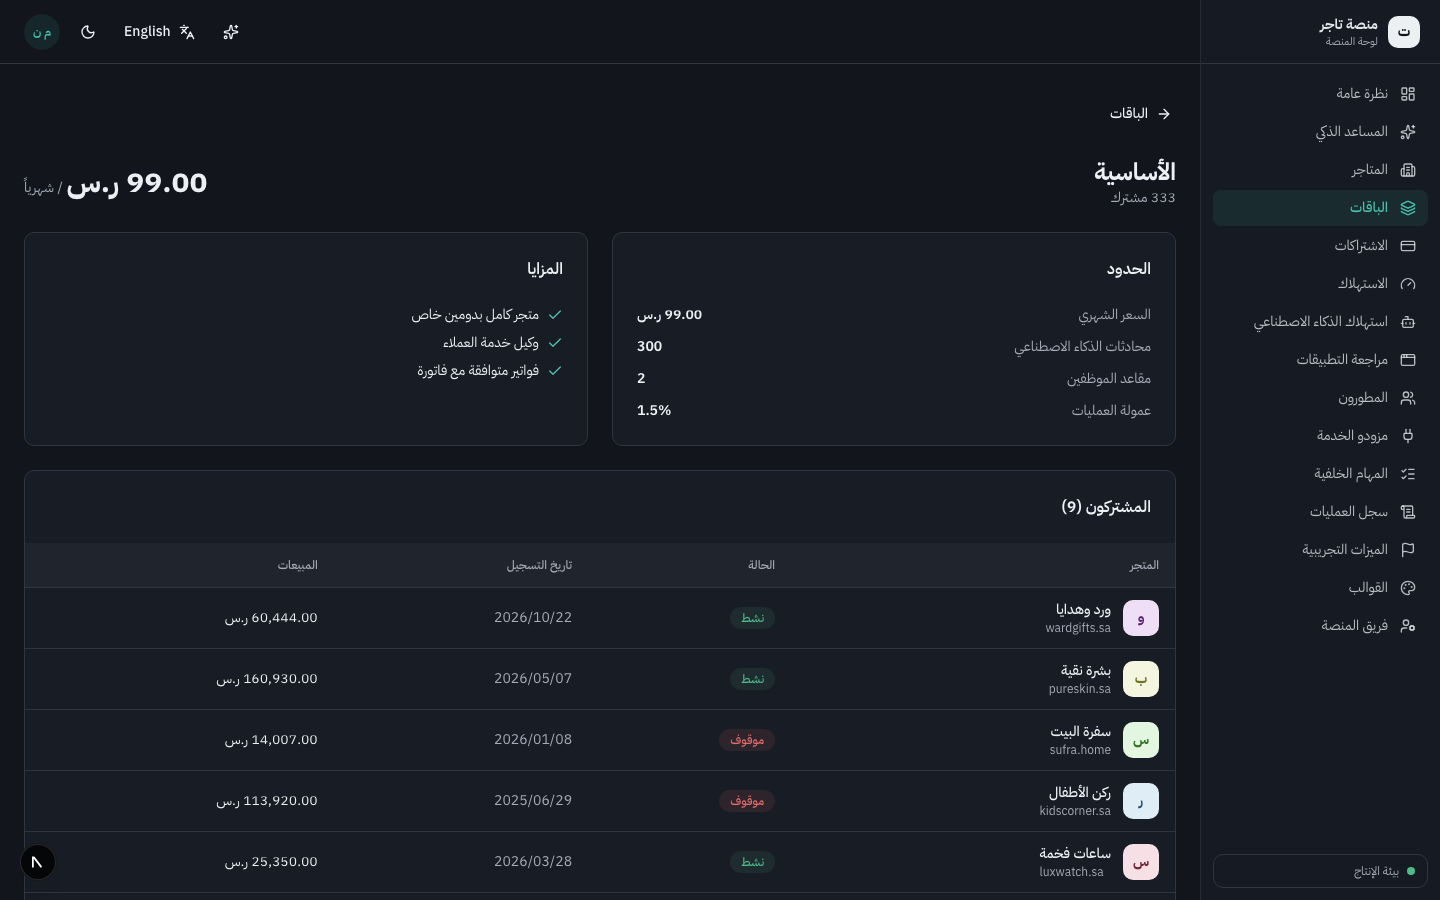 ت
منصة تاجر
لوحة المنصة
English
م ن
نظرة عامة
المساعد الذكي
المتاجر
الباقات
الاشتراكات
الاستهلاك
استهلاك الذكاء الاصطناعي
مراجعة التطبيقات
المطورون
مزودو الخدمة
المهام الخلفية
سجل العمليات
الميزات التجريبية
القوالب
فريق المنصة
بيئة الإنتاج
الباقات
الأساسية
333 مشترك
99.00 ر.س / شهرياً
الحدود
السعر الشهري 99.00 ر.س
محادثات الذكاء الاصطناعي 300
مقاعد الموظفين 2
عمولة العمليات 1.5%
المزايا
متجر كامل بدومين خاص
وكيل خدمة العملاء
فواتير متوافقة مع فاتورة
المشتركون (9)
المتجر الحالة تاريخ التسجيل المبيعات
و ورد وهدايا نشط 2026/10/22 60,444.00 ر.س
wardgifts.sa
ب بشرة نقية نشط 2026/05/07 160,930.00 ر.س
pureskin.sa
س سفرة البيت موقوف 2026/01/08 14,007.00 ر.س
sufra.home
ر ركن الأطفال موقوف 2025/06/29 113,920.00 ر.س
kidscorner.sa
س ساعات فخمة نشط 2026/03/28 25,350.00 ر.س
luxwatch.sa